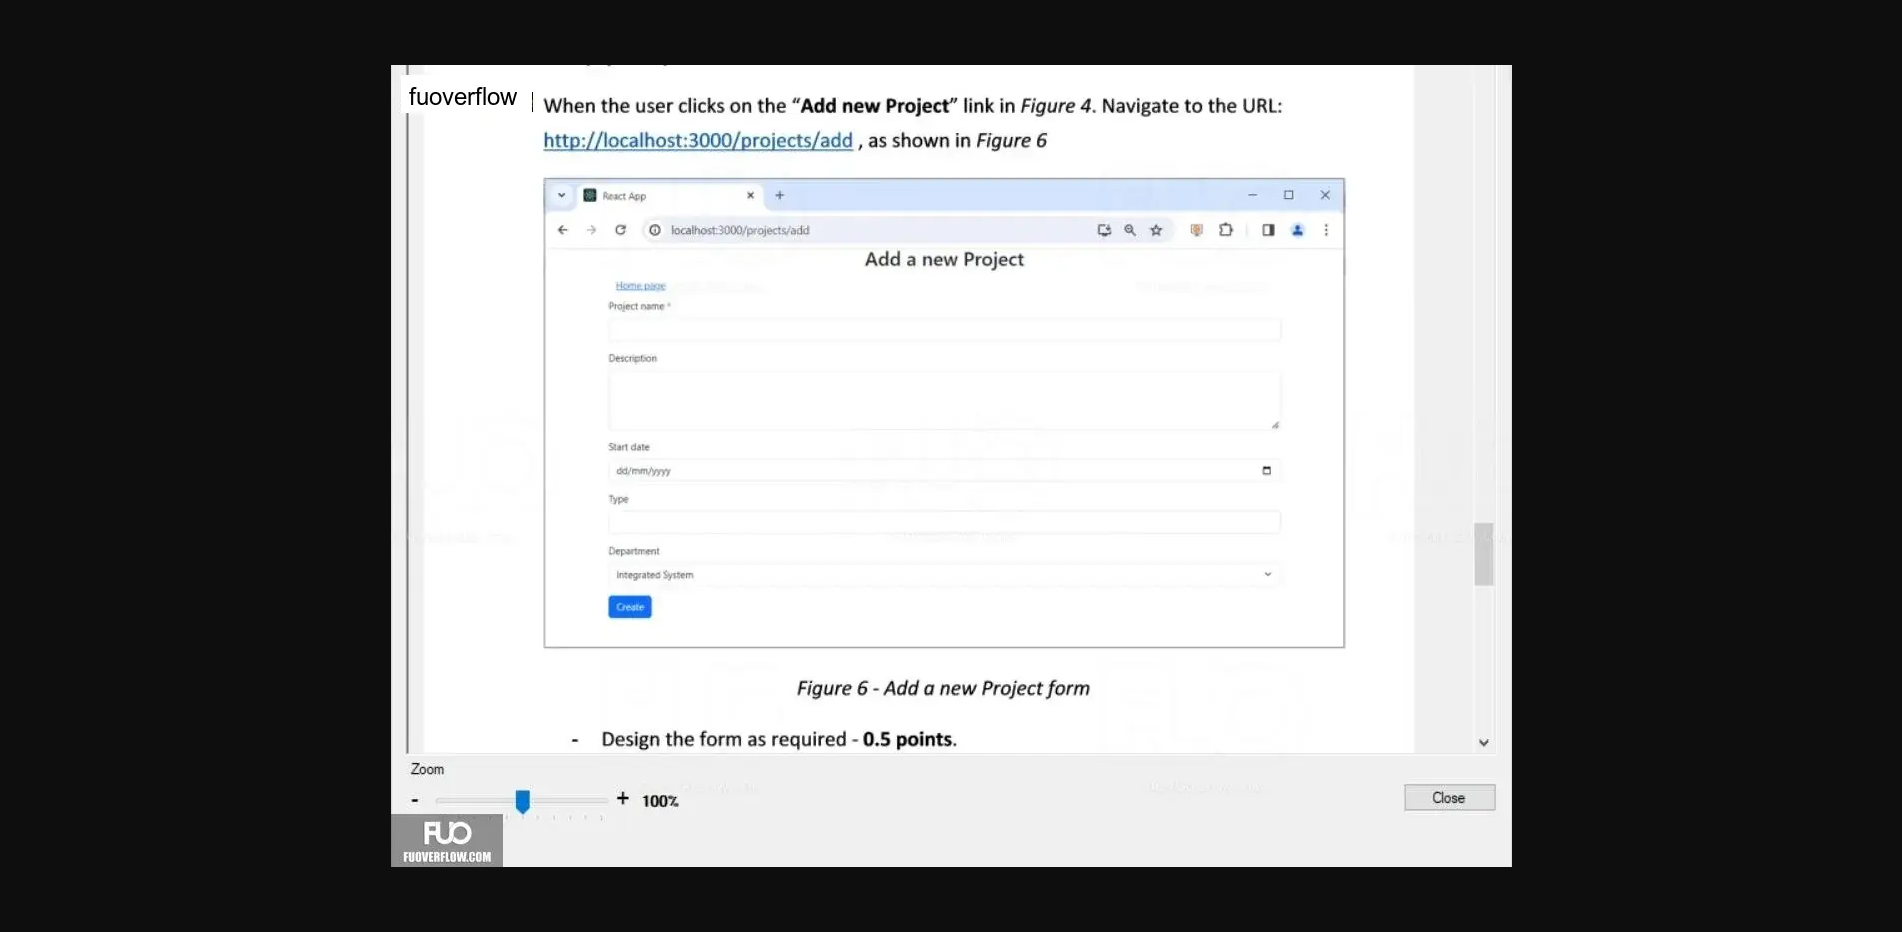 fuoverflow
When the user clicks on the “Add new Project” link in Figure 4. Navigate to the URL:
http://localhost:3000/projects/add , as shown in Figure 6
React App
localhost:3000/projects/add
Add a new Project
Home page
Project name *
Description
Start date
dd/mm/yyyy
Type
Department
Integrated System
Create
Figure 6 - Add a new Project form
- Design the form as required - 0.5 points.
Zoom
- + 100%
Close
FUO
FUOVERFLOW.COM